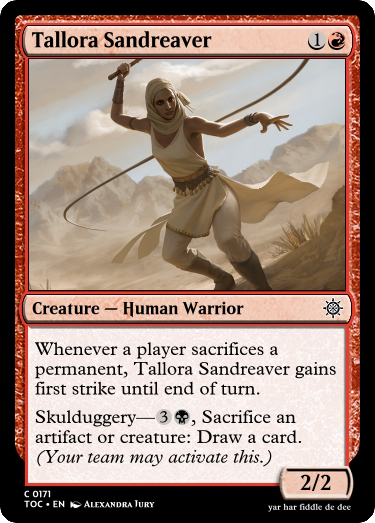 Tallora Sandreaver 1
Creature — Human Warrior
Whenever a player sacrifices a
permanent, Tallora Sandreaver gains
first strike until end of turn.
Skulduggery—3, Sacrifice an
artifact or creature: Draw a card.
(Your team may activate this.)
2/2
C 0171
TOC • EN Alexandra Jury
yar har fiddle de dee